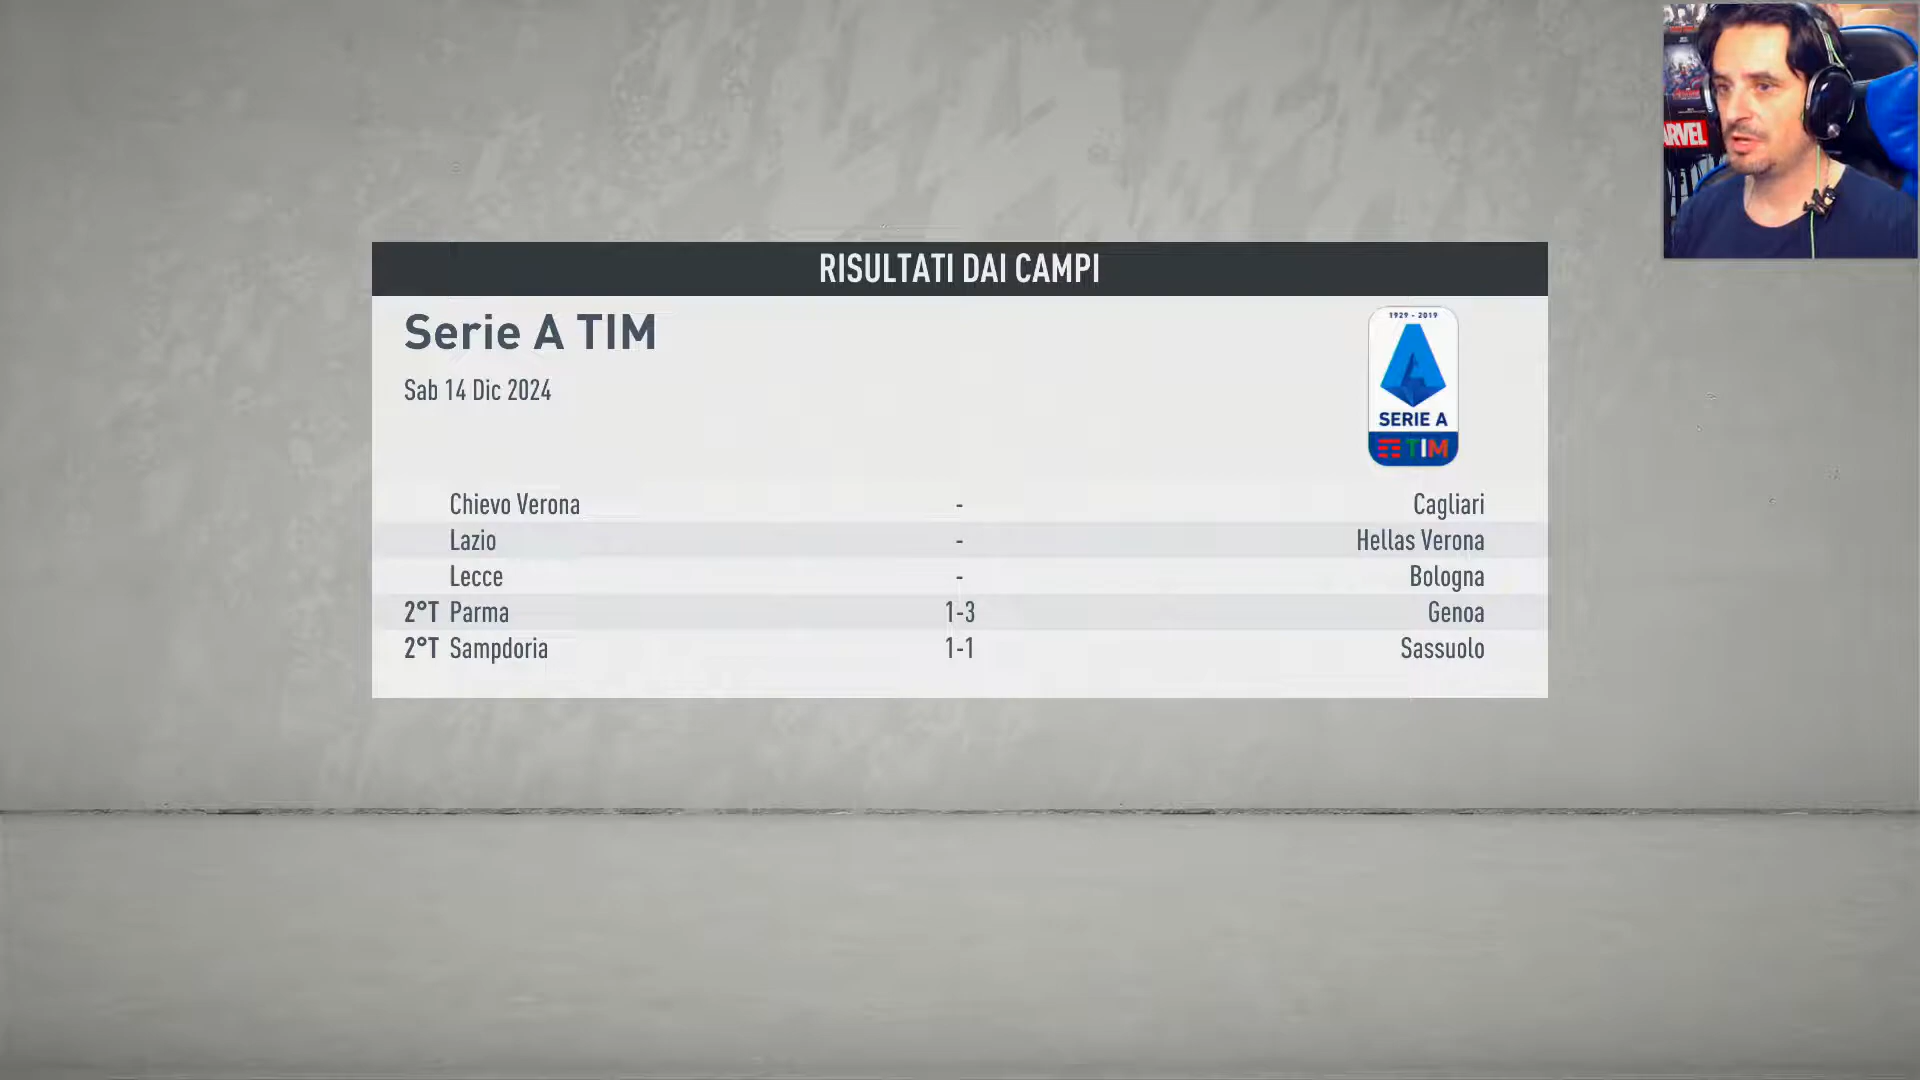 RISULTATI DAI CAMPI
Serie A TIM
Sab 14 Dic 2024
1929 - 2019
SERIE A
TIM
Chievo Verona - Cagliari
Lazio - Hellas Verona
Lecce - Bologna
2°T Parma 1-3 Genoa
2°T Sampdoria 1-1 Sassuolo
ARVEL